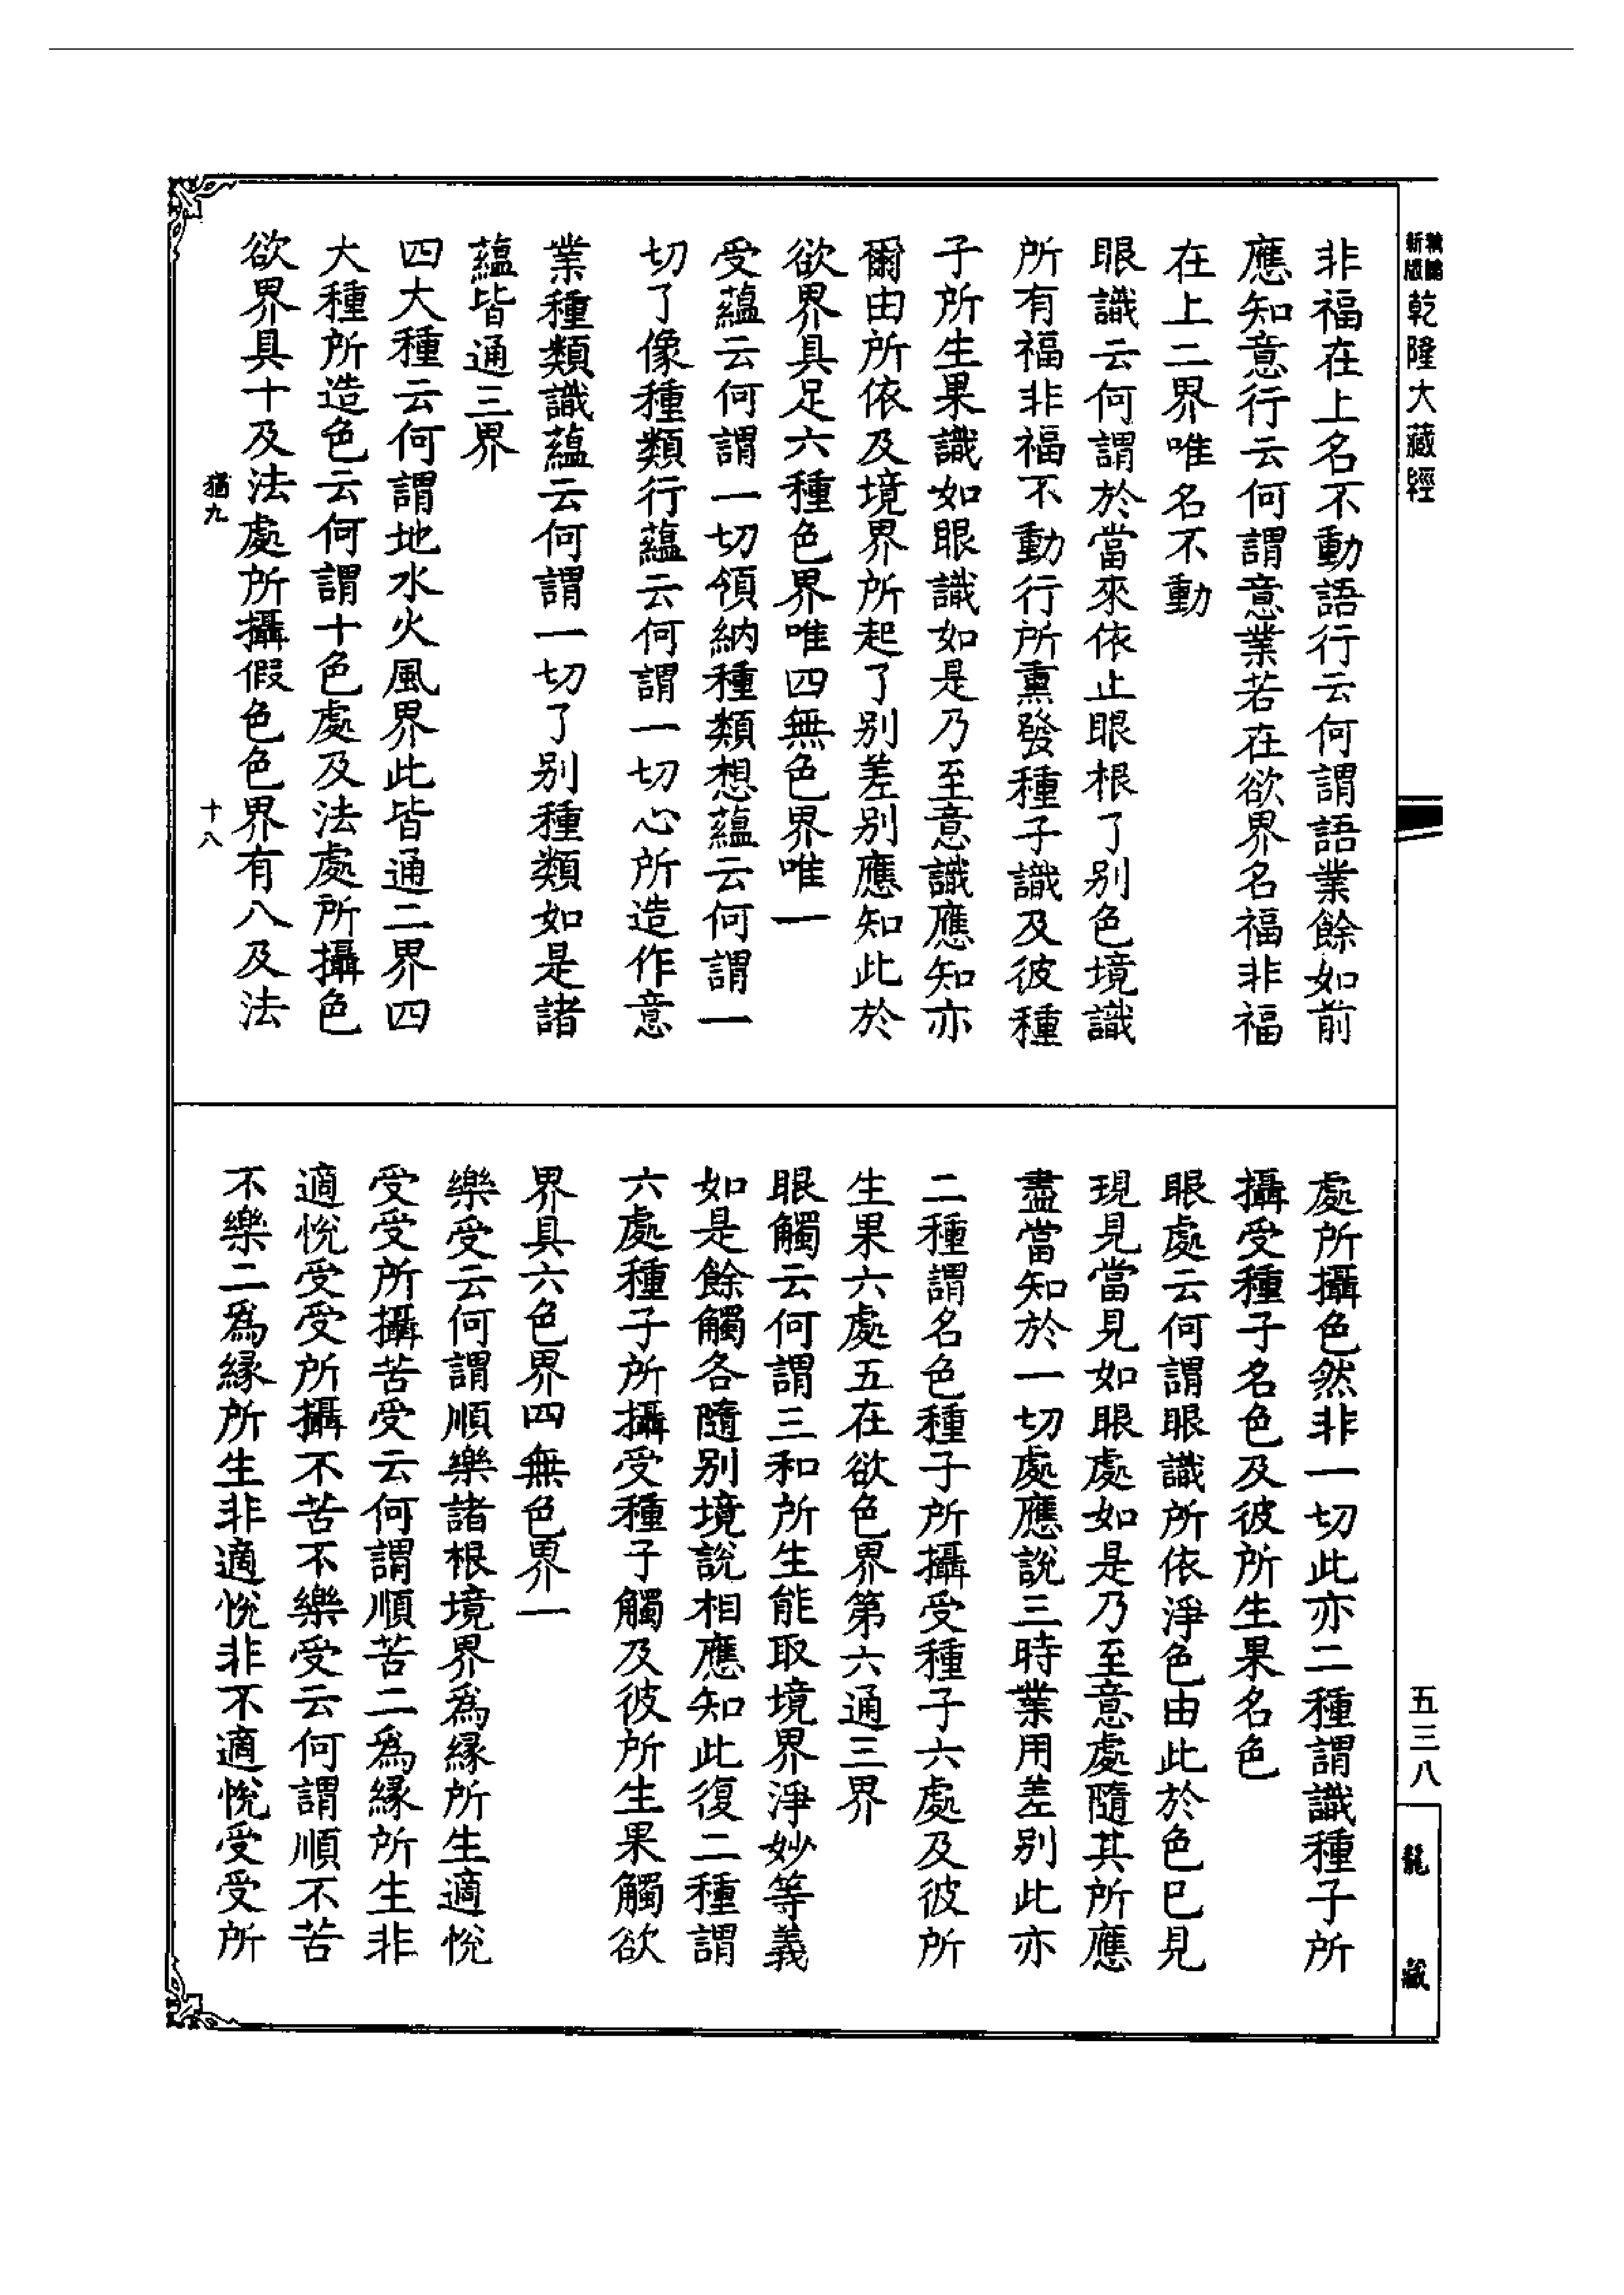 新版
乾隆大藏經
非福在上名不動語行云何謂語業餘如前
應知意行云何謂意業若在欲界名福非福
在上二界唯名不動
眼識云何謂於當來依止眼根了别色境識
所有福非福不動行所熏發種子識及彼種
子所生果識如眼識如是乃至意識應知亦
爾由所依及境界所起了别差别應知此於
欲界具足六種色界唯四無色界唯一
受蘊云何謂一切領納種類想蘊云何謂一
切了像種類行蘊云何謂一切心所造作意
業種類識蘊云何謂一切了别種類如是諸
蘊皆通三界
四大種云何謂地水火風界此皆通二界四
大種所造色云何謂十色處及法處所攝色
欲界具十及法處所攝假色色界有八及法
猶九
十八
處所攝色然非一切此亦二種謂識種子所
攝受種子名色及彼所生果名色
眼處云何謂眼識所依淨色由此於色巳見
現見當見如眼處如是乃至意處隨其所應
盡當知於一切處應說三時業用差别此亦
二種謂名色種子所攝受種子六處及彼所
生果六處五在欲色界第六通三界
眼觸云何謂三和所生能取境界淨妙等義
如是餘觸各隨别境說相應知此復二種謂
六處種子所攝受種子觸及彼所生果觸欲
界具六色界四無色界一
樂受云何謂順樂諸根境界爲緣所生適悅
受受所攝苦受云何謂順苦二爲緣所生非
適悅受受所攝不苦不樂受云何謂順不苦
不樂二爲緣所生非適悅非不適悅受受所
五三八
龍藏